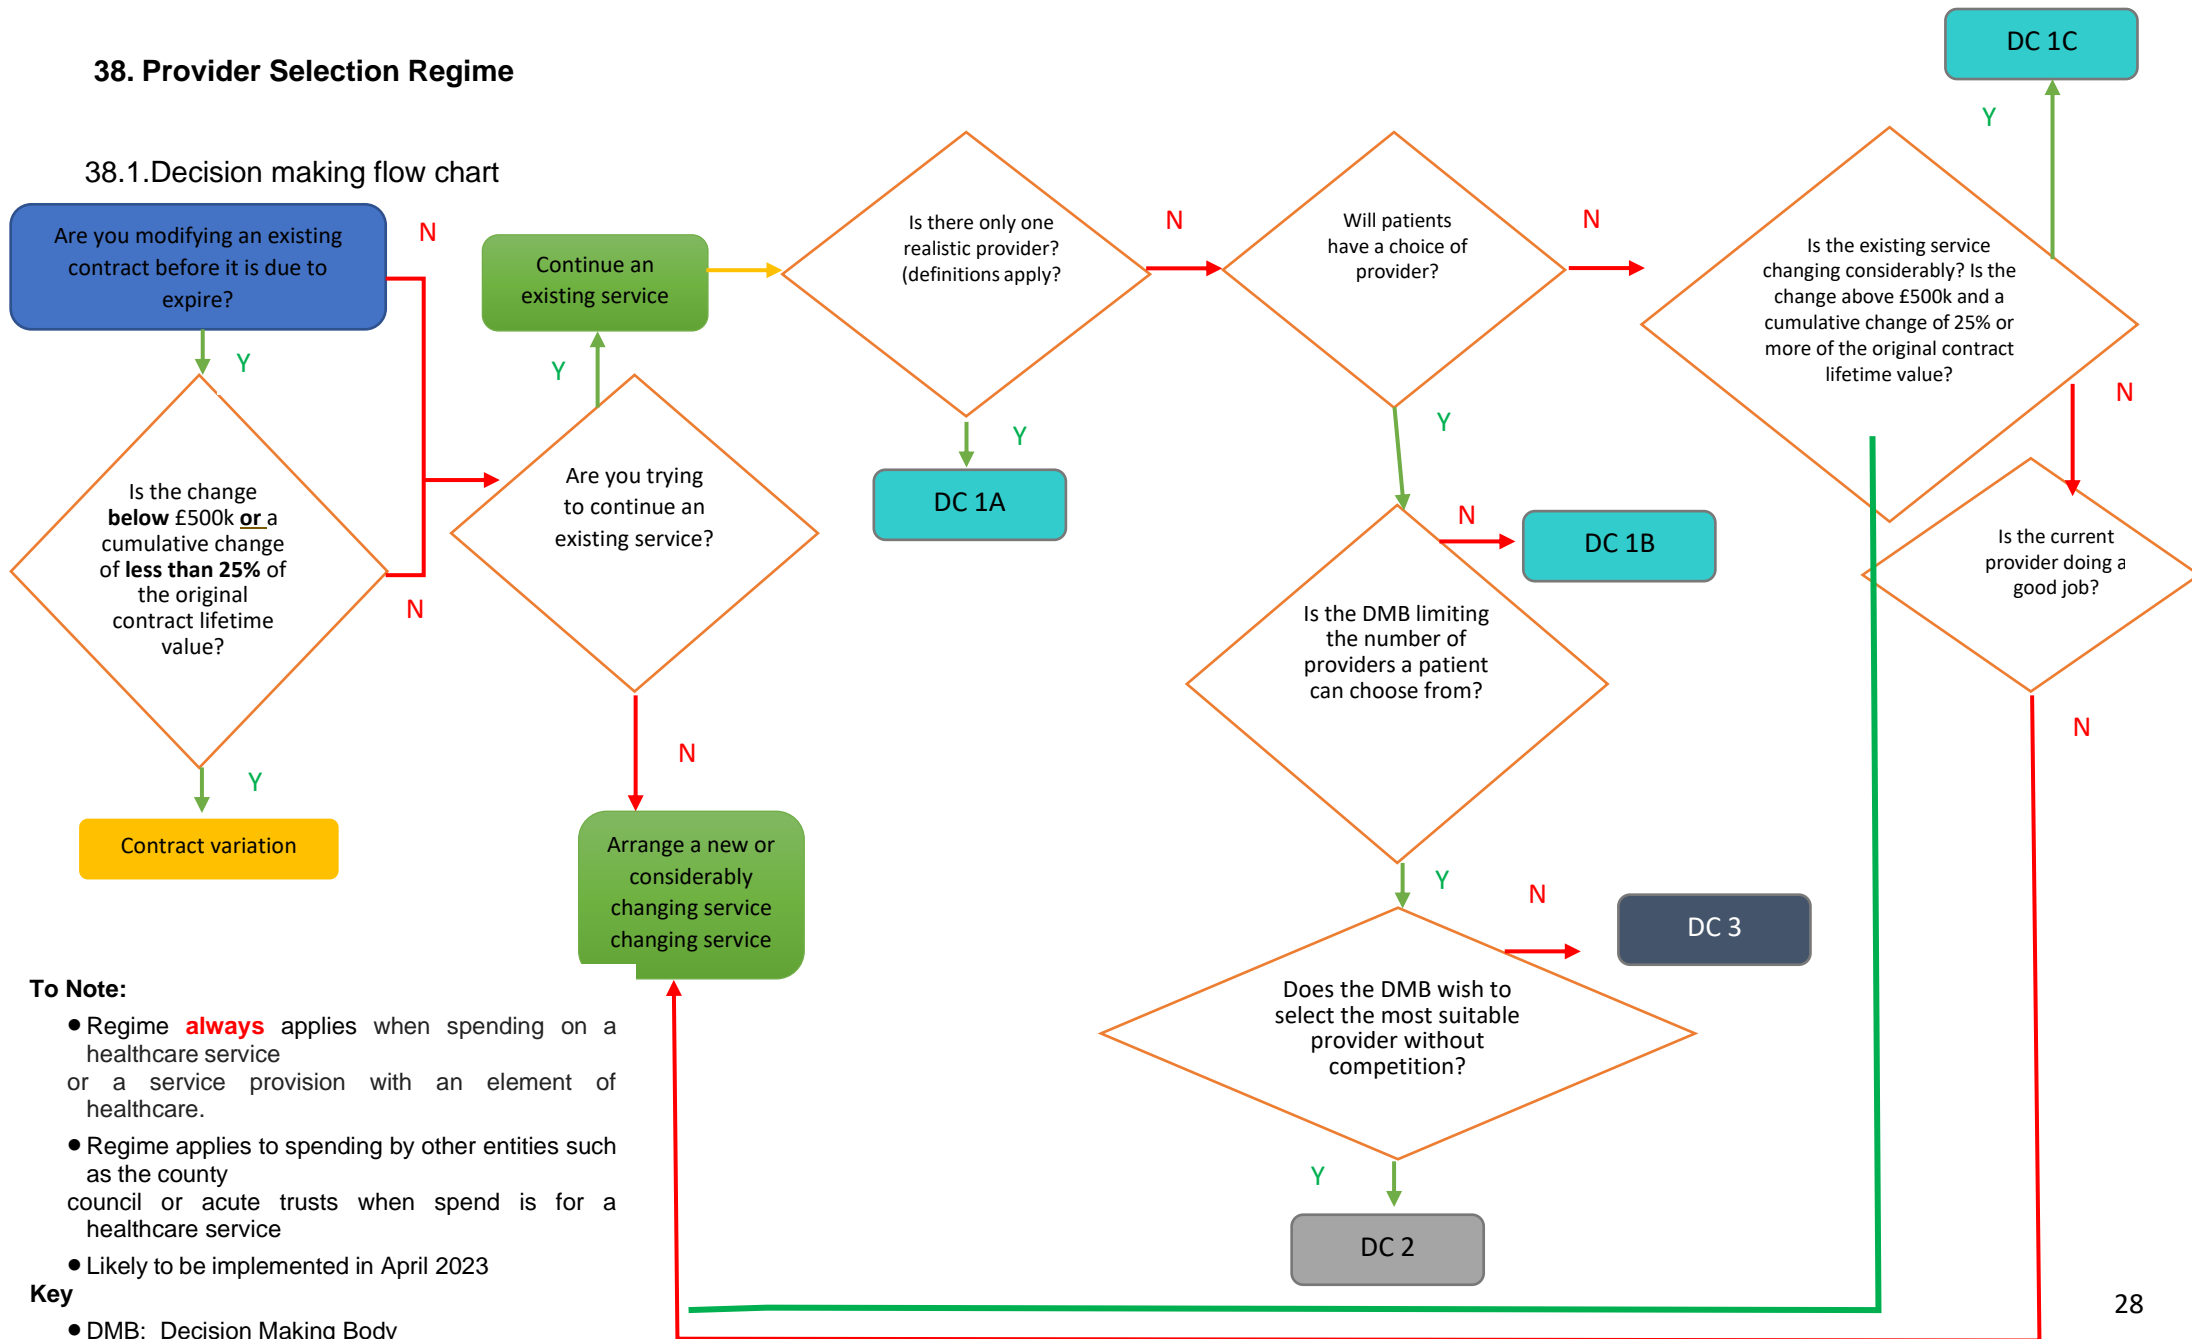 38. Provider Selection Regime
38.1.Decision making flow chart
Are you modifying an existing
contract before it is due to
expire?
N
Y
Is the change
below £500k or a
cumulative change
of less than 25% of
the original
contract lifetime
value?
N
Y
Contract variation
Continue an
existing service
Y
Are you trying
to continue an
existing service?
N
Arrange a new or
considerably
changing service
changing service
Is there only one
realistic provider?
(definitions apply?
N
Y
DC 1A
Will patients
have a choice of
provider?
N
Y
Is the DMB limiting
the number of
providers a patient
can choose from?
N
DC 1B
Y
Does the DMB wish to
select the most suitable
provider without
competition?
N
DC 3
Y
DC 2
DC 1C
Y
Is the existing service
changing considerably? Is the
change above £500k and a
cumulative change of 25% or
more of the original contract
lifetime value?
N
Is the current
provider doing a
good job?
N
To Note:
● Regime always applies when spending on a
healthcare service
or a service provision with an element of
healthcare.
● Regime applies to spending by other entities such
as the county
council or acute trusts when spend is for a
healthcare service
● Likely to be implemented in April 2023
Key
● DMB: Decision Making Body
28